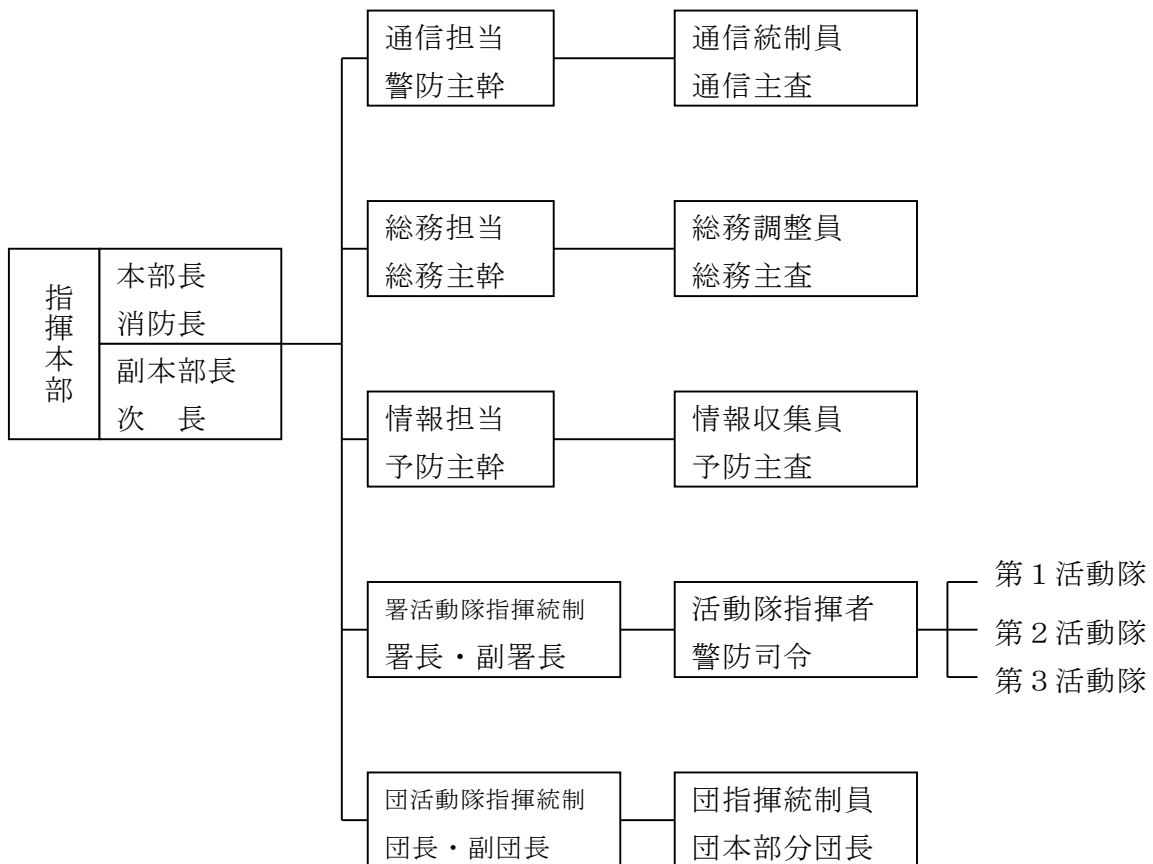 通信担当
警防主幹
通信統制員
通信主査
総務担当
総務主幹
総務調整員
総務主査
指揮本部
本部長
消防長
副本部長
次　長
情報担当
予防主幹
情報収集員
予防主査
署活動隊指揮統制
署長・副署長
活動隊指揮者
警防司令
第１活動隊
第２活動隊
第３活動隊
団活動隊指揮統制
団長・副団長
団指揮統制員
団本部分団長